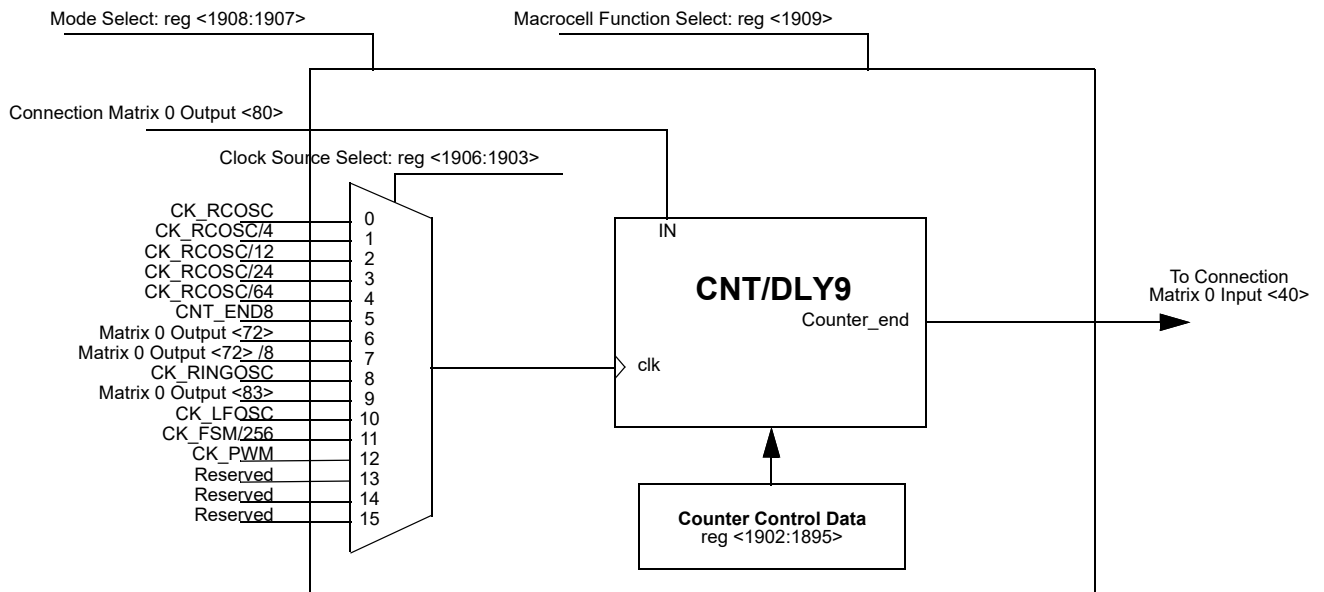 Mode Select: reg <1908:1907>
Macrocell Function Select: reg <1909>
Connection Matrix 0 Output <80>
Clock Source Select: reg <1906:1903>
CK_RCOSC 0
CK_RCOSC/4 1
CK_RCOSC/12 2
CK_RCOSC/24 3
CK_RCOSC/64 4
CNT_END8 5
Matrix 0 Output <72> 6
Matrix 0 Output <72> /8 7
CK_RINGOSC 8
Matrix 0 Output <83> 9
CK_LFOSC 10
CK_FSM/256 11
CK_PWM 12
Reserved 13
Reserved 14
Reserved 15
IN
CNT/DLY9
Counter_end
clk
To Connection
Matrix 0 Input <40>
Counter Control Data
reg <1902:1895>